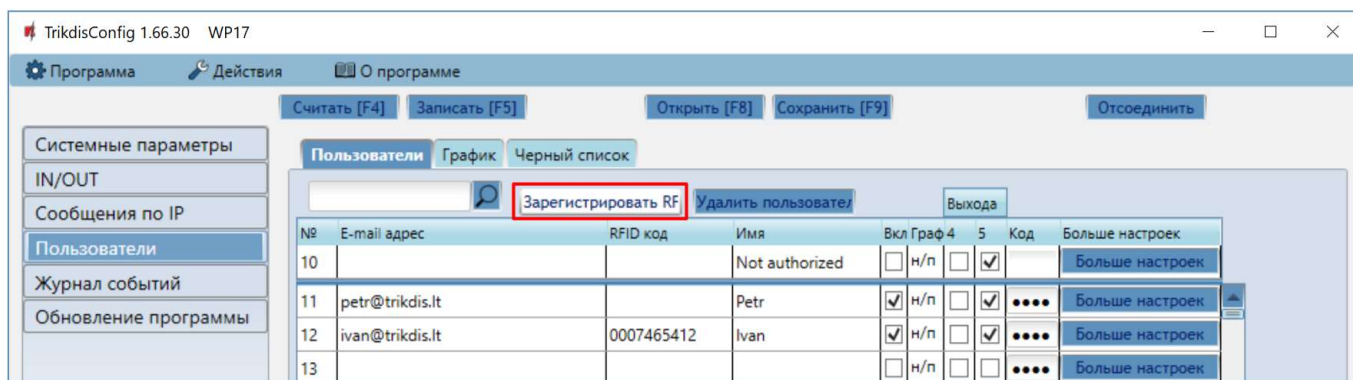 TrikdisConfig 1.66.30 WP17
Программа Действия О программе
Считать [F4] Записать [F5] Открыть [F8] Сохранить [F9] Отсоединить
Системные параметры
IN/OUT
Сообщения по IP
Пользователи
Журнал событий
Обновление программы
Пользователи График Черный список
Зарегистрировать RF Удалить пользовател Выхода
№ E-mail адрес RFID код Имя Вкл Граф 4 5 Код Больше настроек
10 Not authorized н/п Больше настроек
11 petr@trikdis.lt Petr н/п •••• Больше настроек
12 ivan@trikdis.lt 0007465412 Ivan н/п •••• Больше настроек
13 н/п •••• Больше настроек